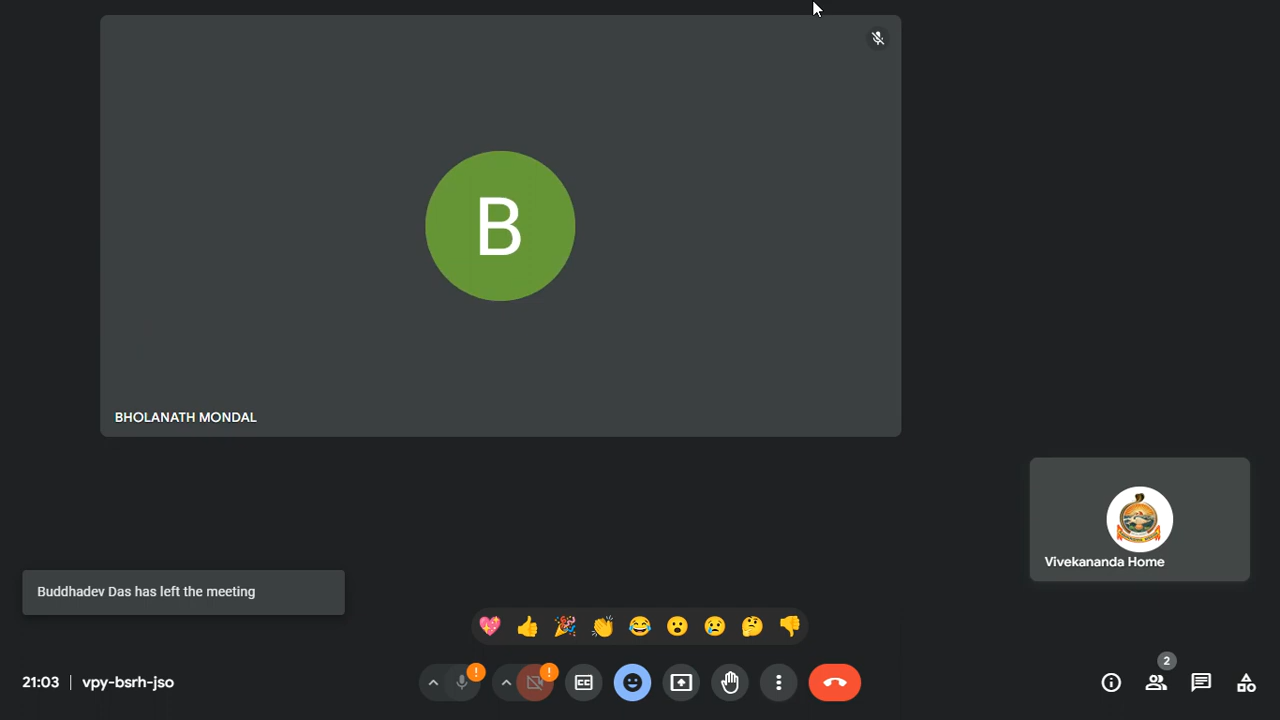 B
BHOLANATH MONDAL
Vivekananda Home
Buddhadev Das has left the meeting
21:03 | vpy-bsrh-jso
2